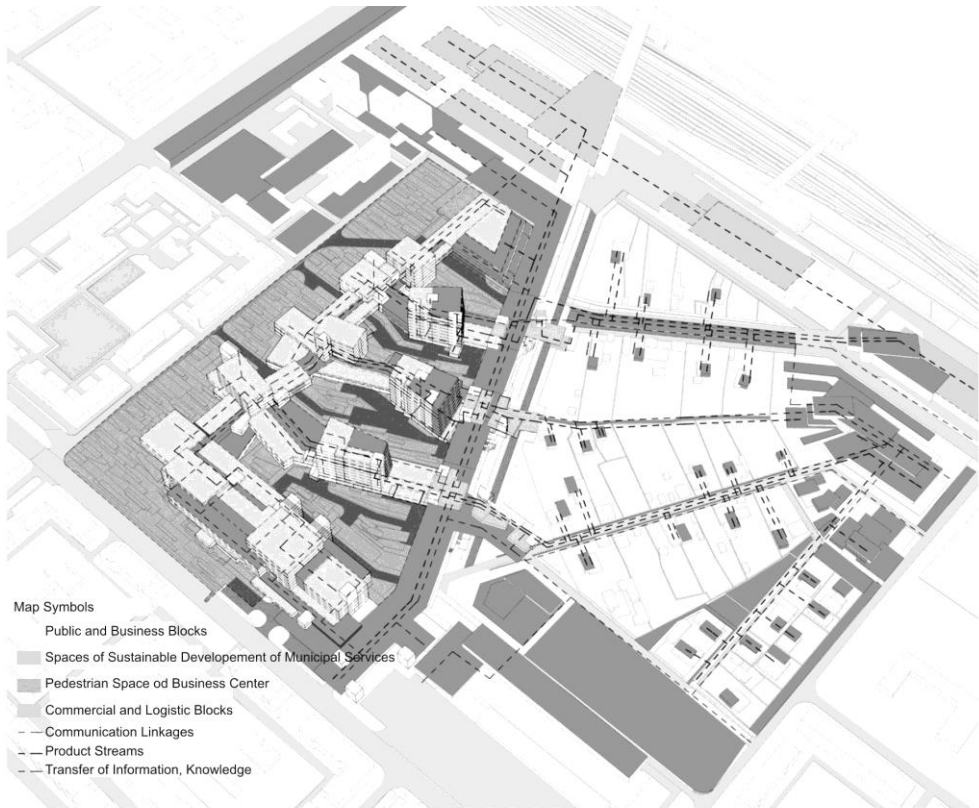 Map Symbols
Public and Business Blocks
Spaces of Sustainable Developement of Municipal Services
Pedestrian Space od Business Center
Commercial and Logistic Blocks
Communication Linkages
Product Streams
Transfer of Information, Knowledge